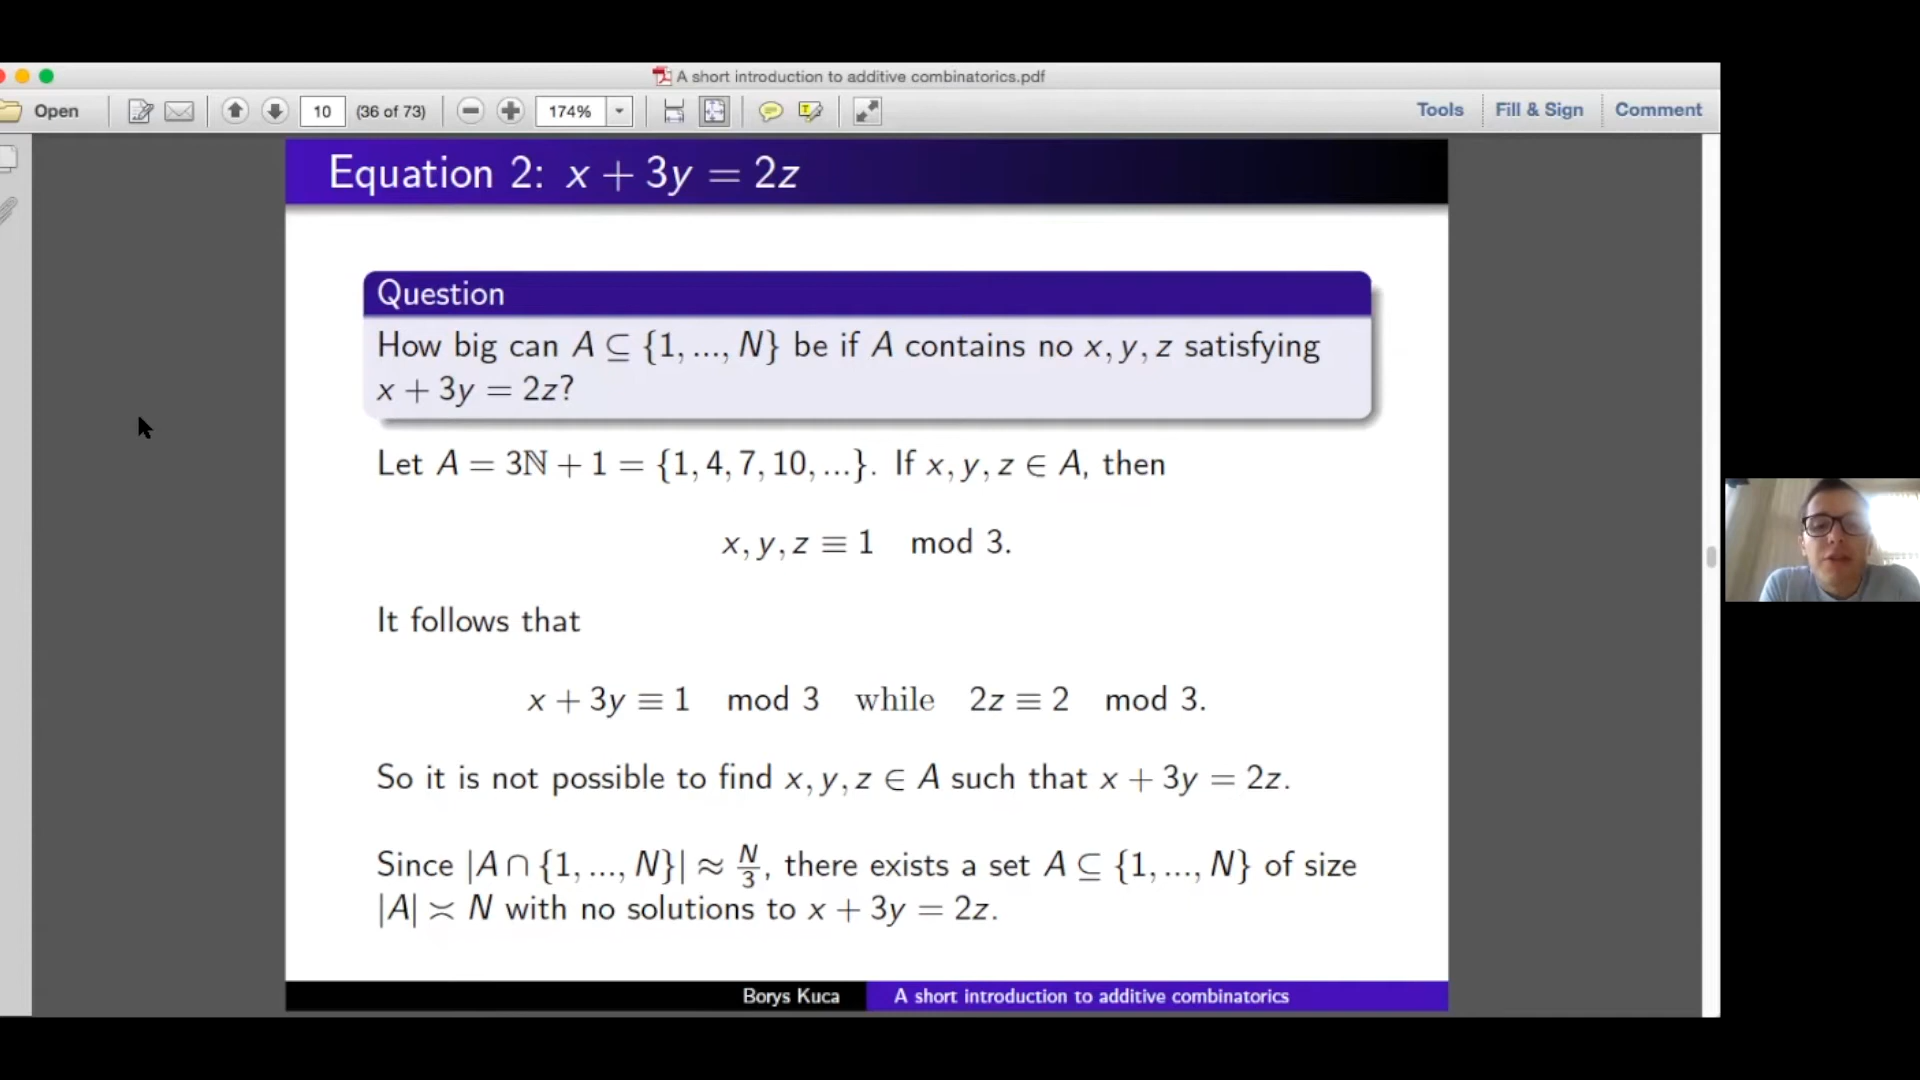 A short introduction to additive combinatorics.pdf
Open
10
(36 of 73)
174%
Tools
Fill & Sign
Comment
Equation 2: x + 3y = 2z
Question
How big can A ⊆ {1, ..., N} be if A contains no x, y, z satisfying
x + 3y = 2z?
Let A = 3ℕ + 1 = {1, 4, 7, 10, ...}. If x, y, z ∈ A, then
x, y, z ≡ 1 mod 3.
It follows that
x + 3y ≡ 1 mod 3 while 2z ≡ 2 mod 3.
So it is not possible to find x, y, z ∈ A such that x + 3y = 2z.
Since |A ∩ {1, ..., N}| ≈ N/3, there exists a set A ⊆ {1, ..., N} of size
|A| ≍ N with no solutions to x + 3y = 2z.
Borys Kuca
A short introduction to additive combinatorics